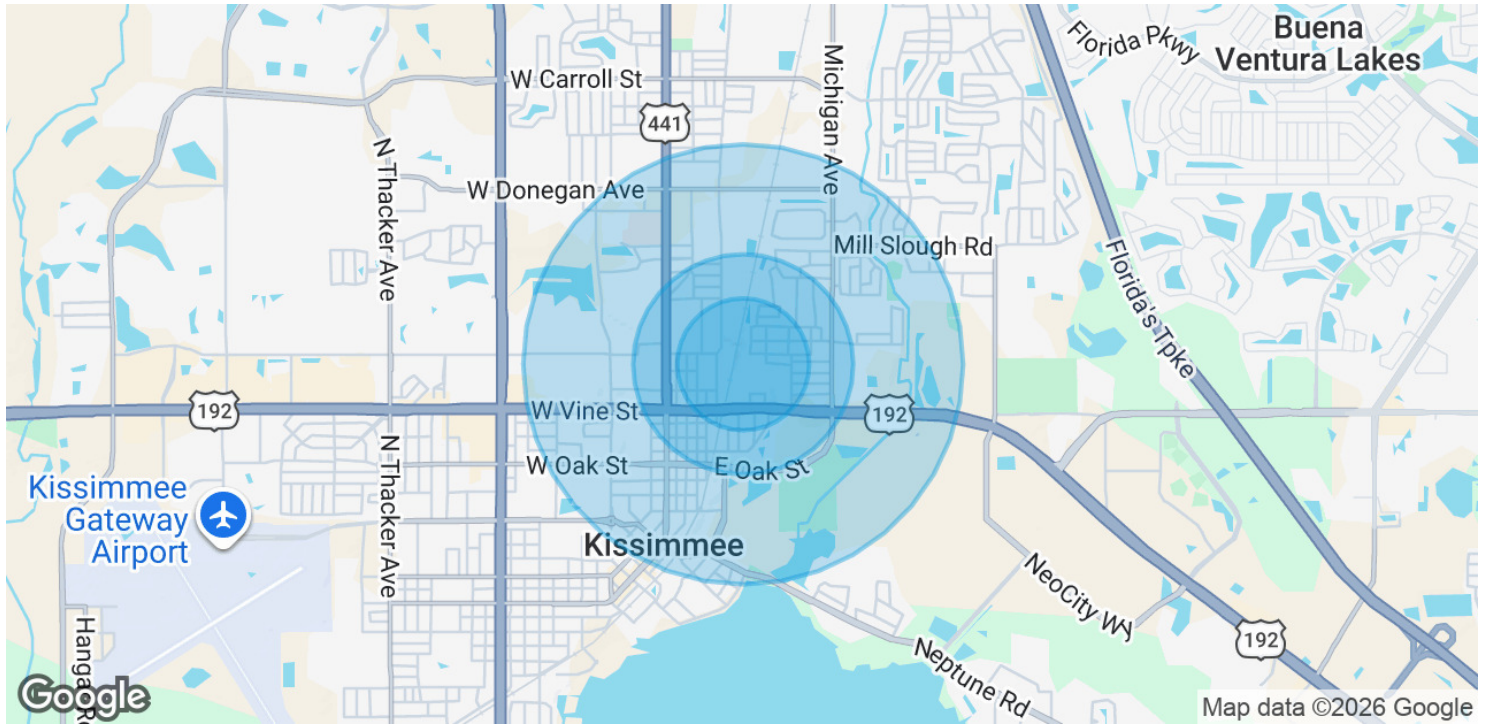 Buena
Ventura Lakes
Florida Pkwy
W Carroll St
Michigan Ave
441
N Thacker Ave
W Donegan Ave
Mill Slough Rd
Florida's Tpke
192
W Vine St
192
N Thacker Ave
W Oak St
E Oak St
Kissimmee
Gateway
Airport
Kissimmee
NeoCity Wy
192
Neptune Rd
Google
Map data ©2026 Google